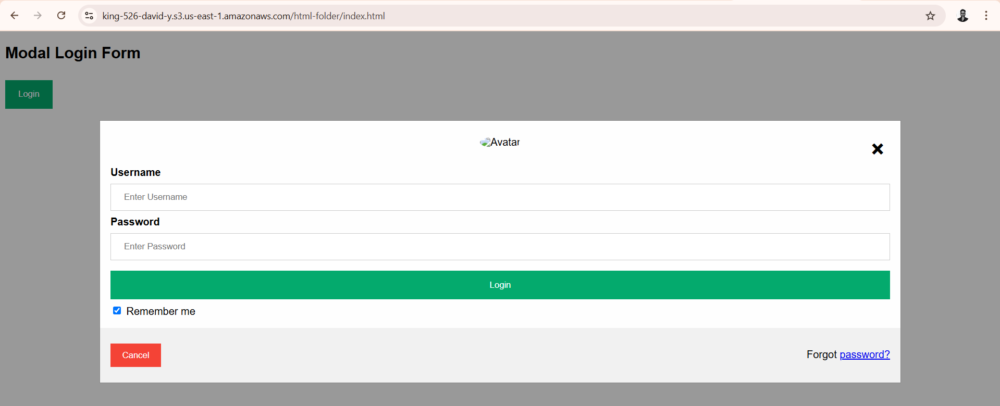 king-526-david-y.s3.us-east-1.amazonaws.com/html-folder/index.html
Modal Login Form
Login
Avatar
Username
Enter Username
Password
Enter Password
Login
Remember me
Cancel
Forgot password?